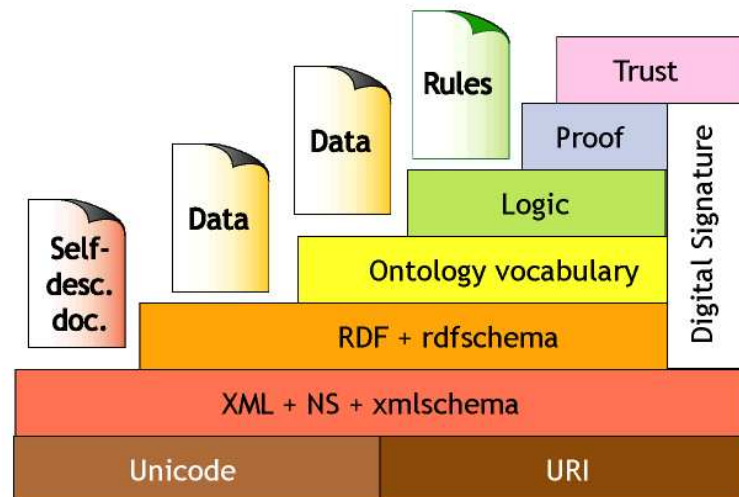 Rules
Trust
Data
Proof
Data
Logic
Self-
desc.
doc.
Ontology vocabulary
Digital Signature
RDF + rdfschema
XML + NS + xmlschema
Unicode
URI